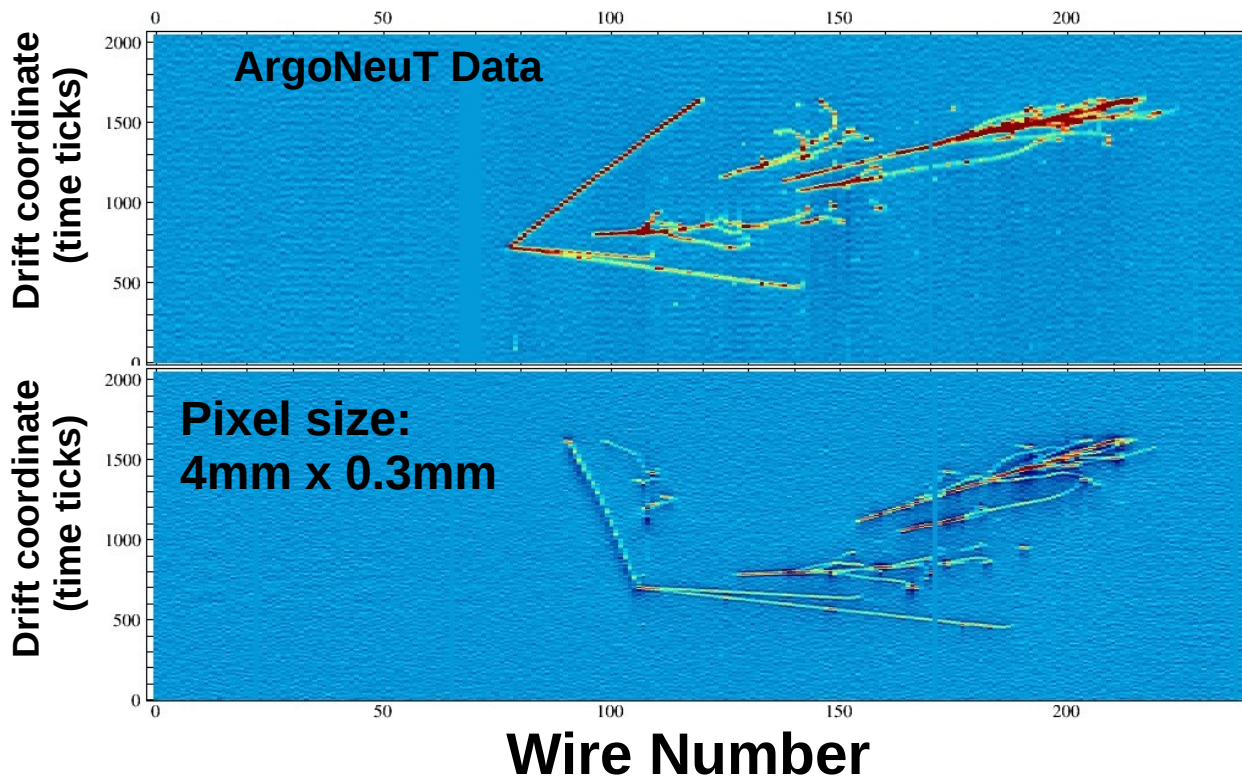 0 50 100 150 200
ArgoNeuT Data
Drift coordinate
(time ticks)
2000
1500
1000
500
0
Pixel size:
4mm x 0.3mm
Drift coordinate
(time ticks)
2000
1500
1000
500
0
0 50 100 150 200
Wire Number